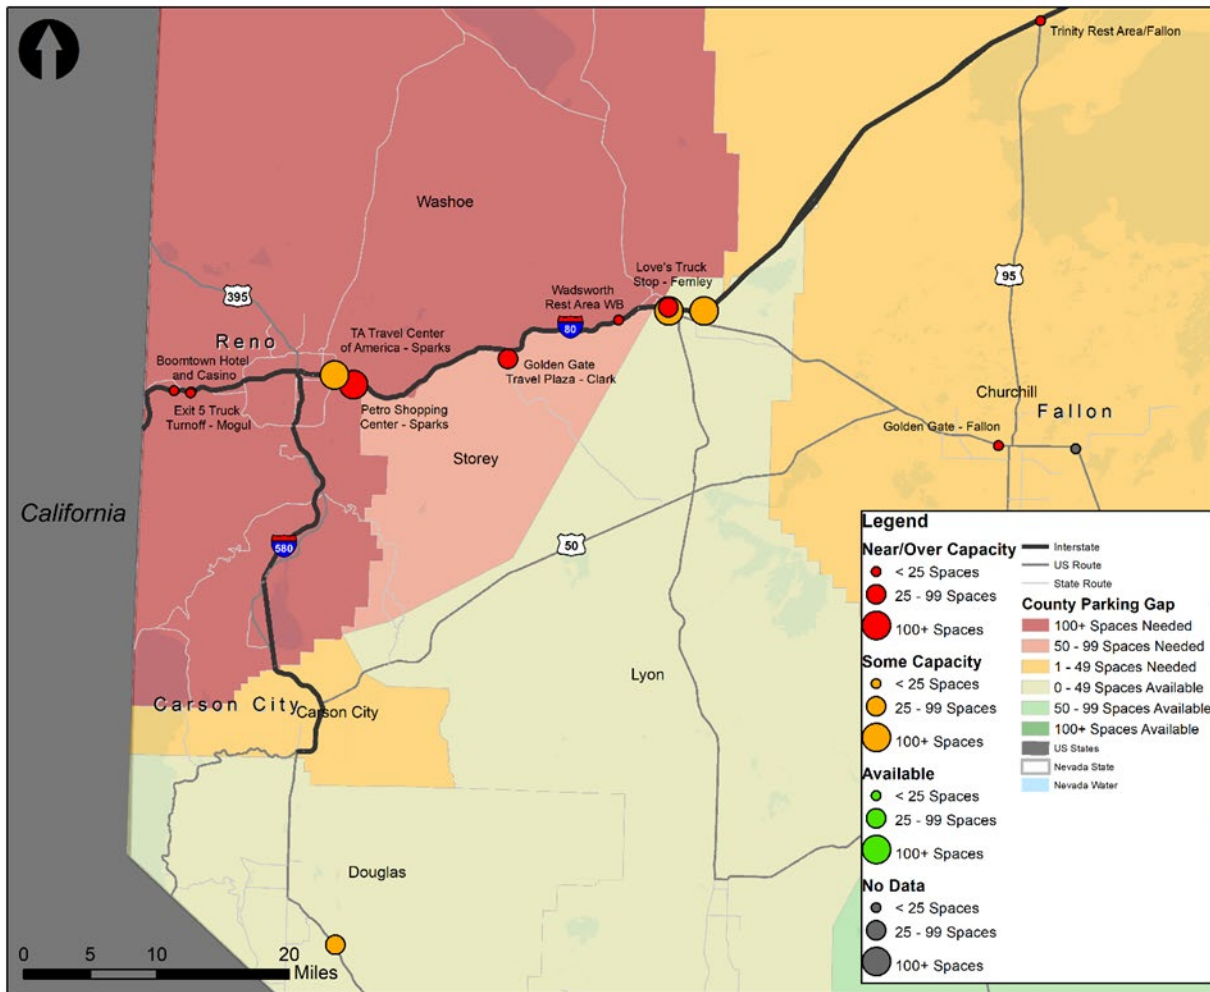 Trinity Rest Area/Fallon
Washoe
95
Love's Truck
Stop - Fernley
395
Wadsworth
Rest Area WB
80
Reno
TA Travel Center
of America - Sparks
Boomtown Hotel
and Casino
Golden Gate
Travel Plaza - Clark
Exit 5 Truck
Turnoff - Mogul
Petro Shopping
Center - Sparks
Churchill
Fallon
Golden Gate - Fallon
Storey
California
580
50
Lyon
Carson City
Carson City
Douglas
0 5 10 20
Miles
Legend
Near/Over Capacity
< 25 Spaces
25 - 99 Spaces
100+ Spaces
Some Capacity
< 25 Spaces
25 - 99 Spaces
100+ Spaces
Available
< 25 Spaces
25 - 99 Spaces
100+ Spaces
No Data
< 25 Spaces
25 - 99 Spaces
100+ Spaces
Interstate
US Route
State Route
County Parking Gap
100+ Spaces Needed
50 - 99 Spaces Needed
1 - 49 Spaces Needed
0 - 49 Spaces Available
50 - 99 Spaces Available
100+ Spaces Available
US States
Nevada State
Nevada Water